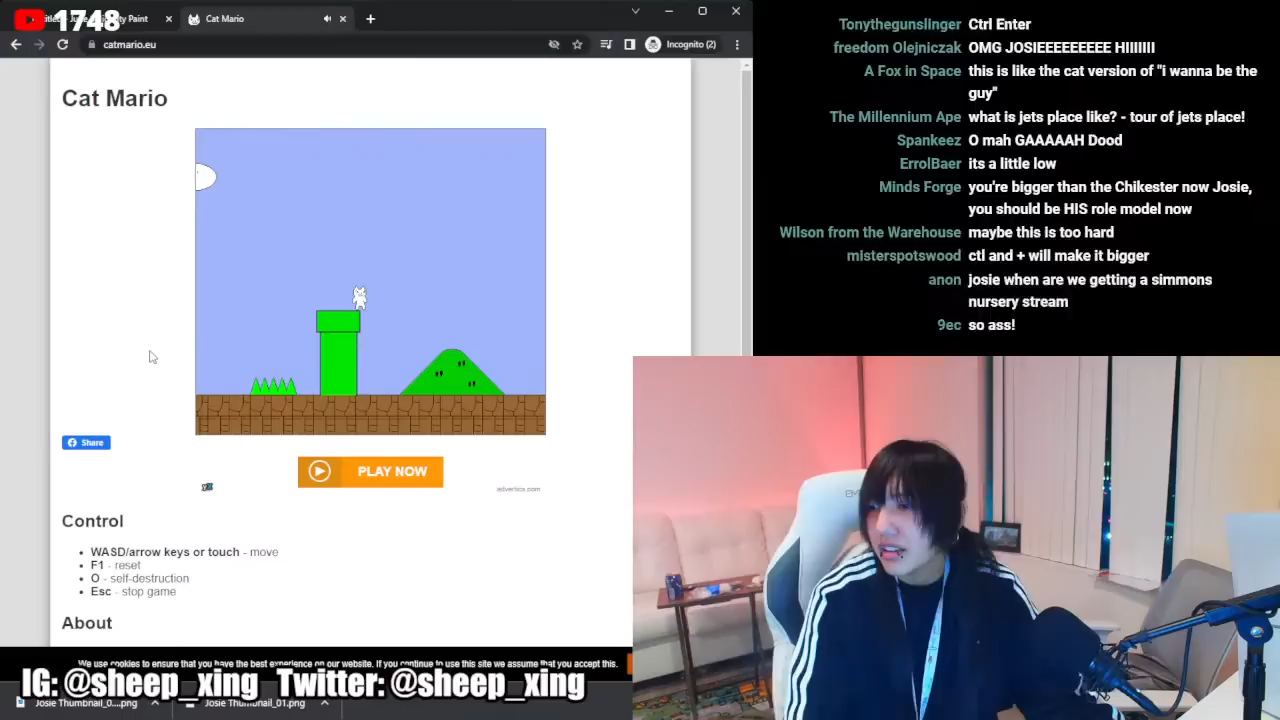 1748
ty Paint
Cat Mario
catmario.eu
Incognito (2)
Cat Mario
Share
PLAY NOW
Control
WASD/arrow keys or touch - move
F1 - reset
O - self-destruction
Esc - stop game
About
We use cookies to ensure that you have the best experience on our website. If you continue to use this site we assume that you accept this.
IG: @sheep_xing Twitter: @sheep_xing
Josie Thumbnail_0....png
Josie Thumbnail_01.png
Tonythegunslinger Ctrl Enter
freedom Olejniczak OMG JOSIEEEEEEEEE HIIIIIII
A Fox in Space this is like the cat version of "i wanna be the
guy"
The Millennium Ape what is jets place like? - tour of jets place!
Spankeez O mah GAAAAAH Dood
ErrolBaer its a little low
Minds Forge you're bigger than the Chikester now Josie,
you should be HIS role model now
Wilson from the Warehouse maybe this is too hard
misterspotswood ctl and + will make it bigger
anon josie when are we getting a simmons
nursery stream
9ec so ass!